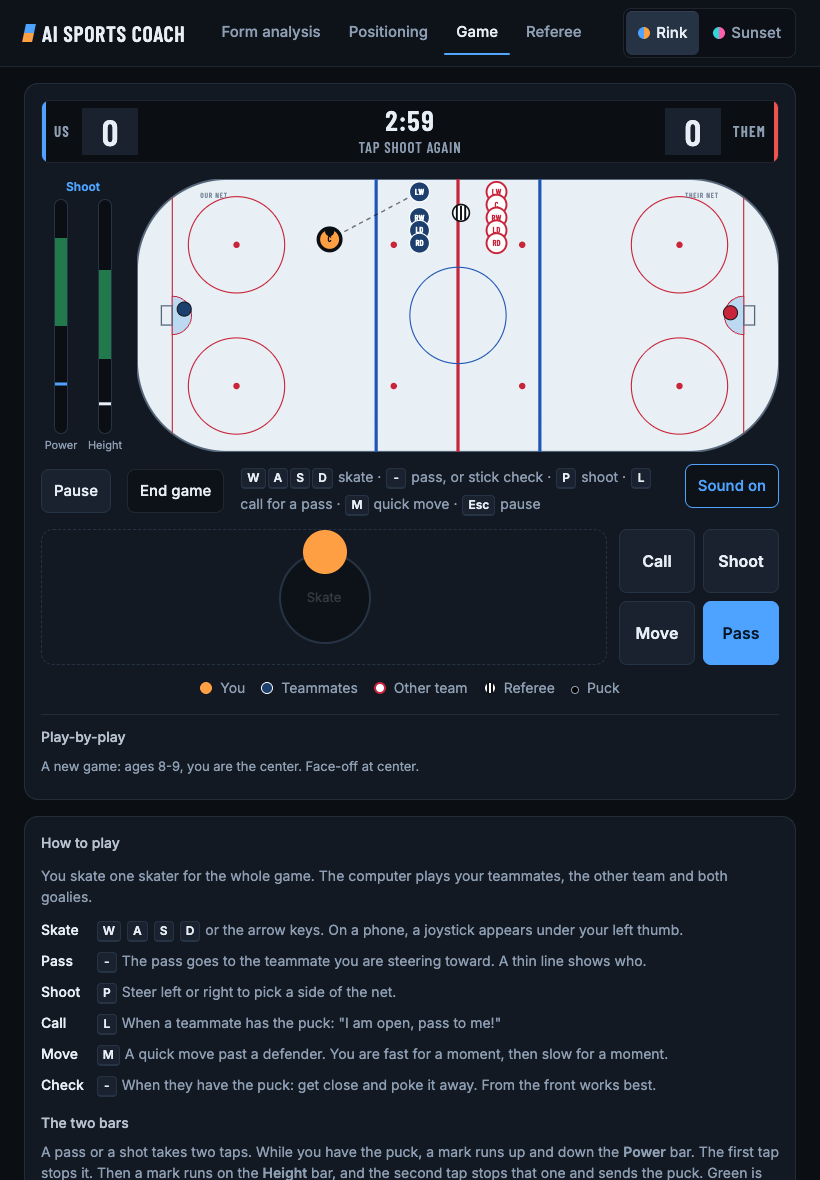 AI SPORTS COACH
Form analysis
Positioning
Game
Referee
Rink
Sunset
US
0
2:59
TAP SHOOT AGAIN
0
THEM
Shoot
Power
Height
OUR NET
THEIR NET
LW
RW
LD
RD
C
LW
C
RW
LD
RD
Pause
End game
W A S D skate · - pass, or stick check · P shoot · L
call for a pass · M quick move · Esc pause
Sound on
Skate
Call
Shoot
Move
Pass
You
Teammates
Other team
Referee
Puck
Play-by-play
A new game: ages 8-9, you are the center. Face-off at center.
How to play
You skate one skater for the whole game. The computer plays your teammates, the other team and both
goalies.
Skate W A S D or the arrow keys. On a phone, a joystick appears under your left thumb.
Pass - The pass goes to the teammate you are steering toward. A thin line shows who.
Shoot P Steer left or right to pick a side of the net.
Call L When a teammate has the puck: "I am open, pass to me!"
Move M A quick move past a defender. You are fast for a moment, then slow for a moment.
Check - When they have the puck: get close and poke it away. From the front works best.
The two bars
A pass or a shot takes two taps. While you have the puck, a mark runs up and down the Power bar. The first tap
stops it. Then a mark runs on the Height bar, and the second tap stops that one and sends the puck. Green is